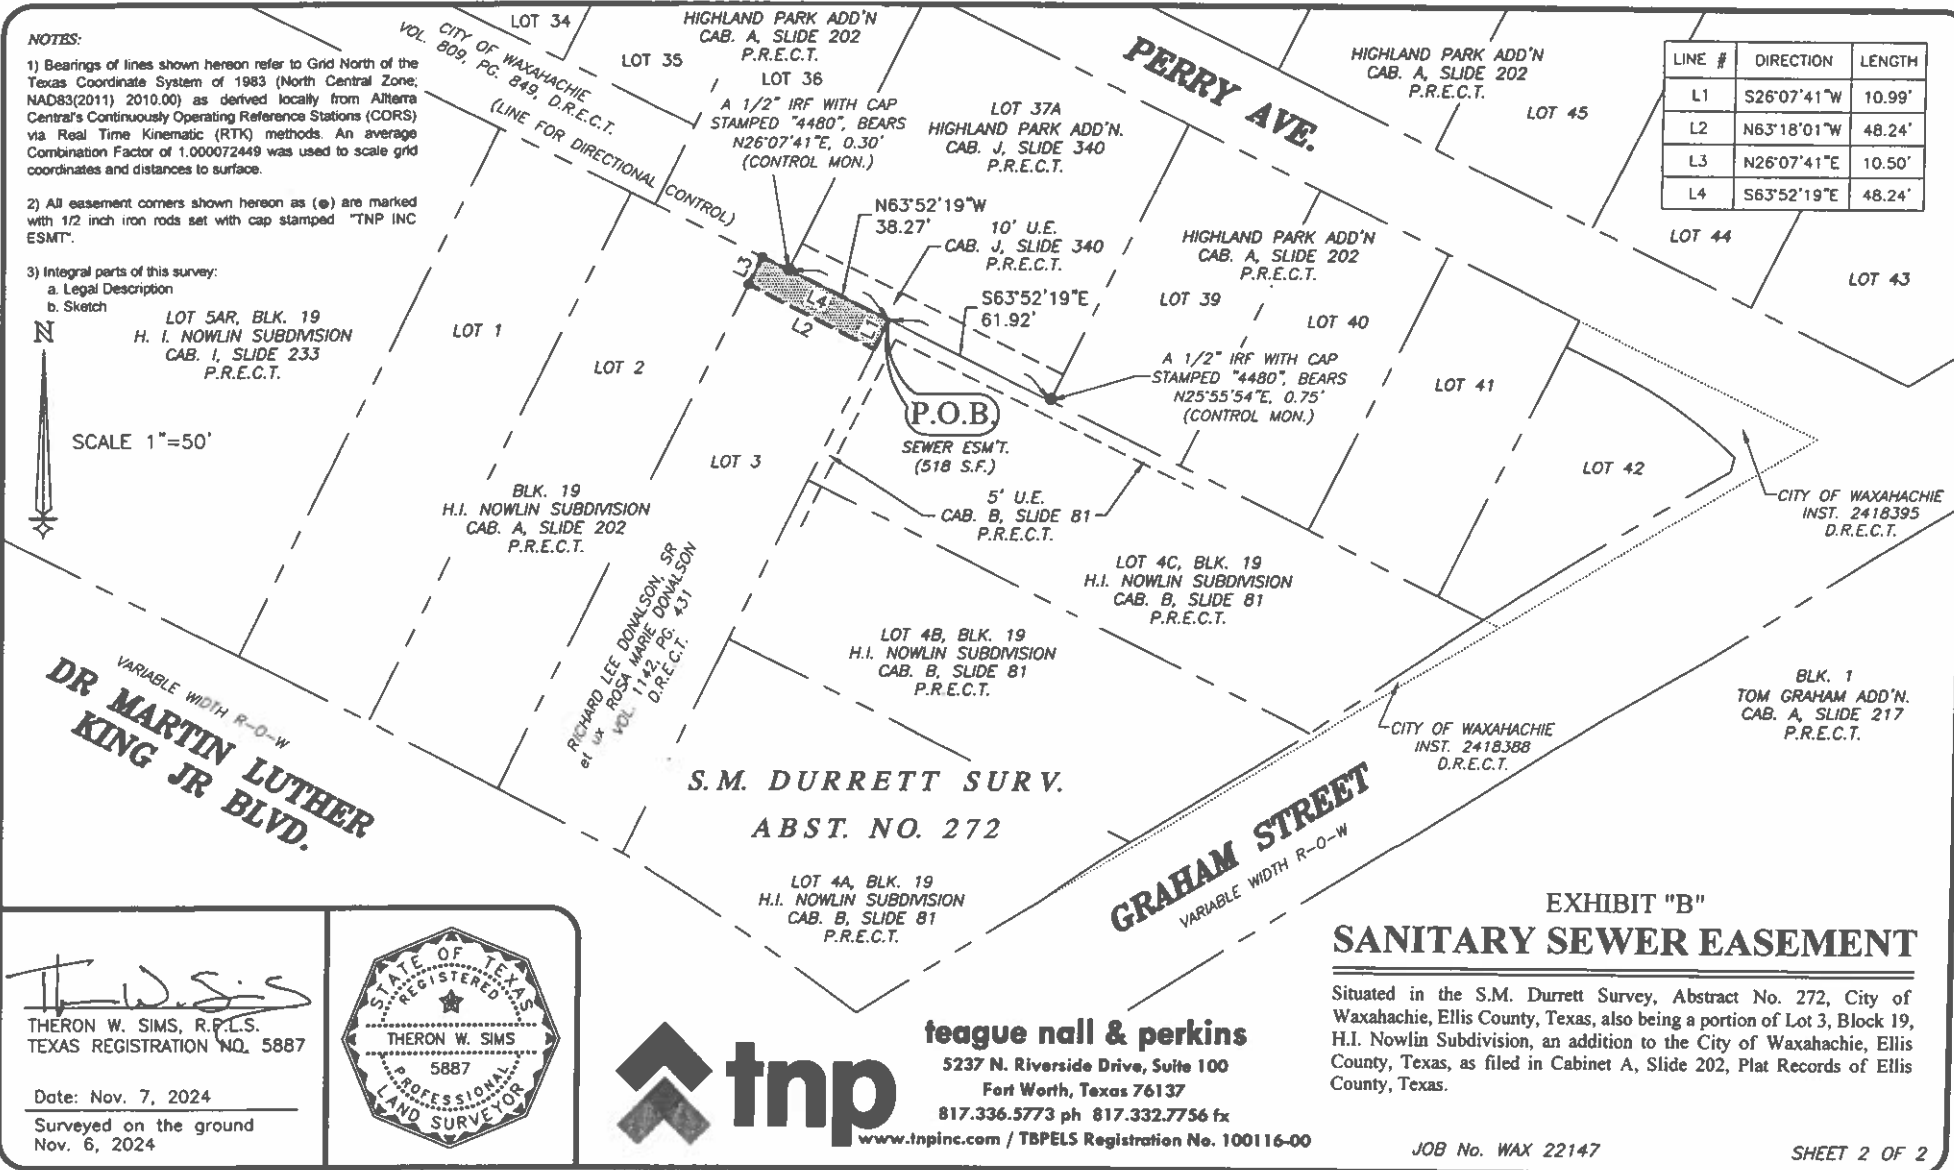 NOTES:
1) Bearings of lines shown hereon refer to Grid North of the
Texas Coordinate System of 1983 (North Central Zone;
NAD83(2011) 2010.00) as derived locally from Allterra
Central's Continuously Operating Reference Stations (CORS)
via Real Time Kinematic (RTK) methods. An average
Combination Factor of 1.000072449 was used to scale grid
coordinates and distances to surface.
2) All easement corners shown hereon as (●) are marked
with 1/2 inch iron rods set with cap stamped "TNP INC
ESMT".
3) Integral parts of this survey:
a. Legal Description
b. Sketch
LOT 5AR, BLK. 19
H. I. NOWLIN SUBDIVISION
CAB. I, SLIDE 233
P.R.E.C.T.
N
SCALE 1"=50'
CITY OF WAXAHACHIE
VOL. 809, PG. 849, D.R.E.C.T.
(LINE FOR DIRECTIONAL CONTROL)
LOT 34
LOT 35
HIGHLAND PARK ADD'N
CAB. A, SLIDE 202
P.R.E.C.T.
LOT 36
A 1/2" IRF WITH CAP
STAMPED "4480", BEARS
N26°07'41"E, 0.30'
(CONTROL MON.)
LOT 37A
HIGHLAND PARK ADD'N.
CAB. J, SLIDE 340
P.R.E.C.T.
PERRY AVE.
HIGHLAND PARK ADD'N
CAB. A, SLIDE 202
P.R.E.C.T.
LOT 45
LINE # DIRECTION LENGTH
L1 S26°07'41"W 10.99'
L2 N63°18'01"W 48.24'
L3 N26°07'41"E 10.50'
L4 S63°52'19"E 48.24'
LOT 44
LOT 43
N63°52'19"W
38.27'
10' U.E.
CAB. J, SLIDE 340
P.R.E.C.T.
S63°52'19"E
61.92'
HIGHLAND PARK ADD'N
CAB. A, SLIDE 202
P.R.E.C.T.
LOT 39
LOT 40
A 1/2" IRF WITH CAP
STAMPED "4480", BEARS
N25°55'54"E, 0.75'
(CONTROL MON.)
LOT 41
LOT 42
CITY OF WAXAHACHIE
INST. 2418395
D.R.E.C.T.
L3
L4
L2
L1
P.O.B.
SEWER ESM'T.
(518 S.F.)
5' U.E.
CAB. B, SLIDE 81
P.R.E.C.T.
LOT 1
LOT 2
LOT 3
BLK. 19
H.I. NOWLIN SUBDIVISION
CAB. A, SLIDE 202
P.R.E.C.T.
RICHARD LEE DONALSON, SR
et ux ROSA MARIE DONALSON
VOL. 1142, PG. 431
D.R.E.C.T.
LOT 4C, BLK. 19
H.I. NOWLIN SUBDIVISION
CAB. B, SLIDE 81
P.R.E.C.T.
LOT 4B, BLK. 19
H.I. NOWLIN SUBDIVISION
CAB. B, SLIDE 81
P.R.E.C.T.
BLK. 1
TOM GRAHAM ADD'N.
CAB. A, SLIDE 217
P.R.E.C.T.
CITY OF WAXAHACHIE
INST. 2418388
D.R.E.C.T.
VARIABLE WIDTH R-O-W
DR MARTIN LUTHER
KING JR BLVD.
S.M. DURRETT SURV.
ABST. NO. 272
LOT 4A, BLK. 19
H.I. NOWLIN SUBDIVISION
CAB. B, SLIDE 81
P.R.E.C.T.
GRAHAM STREET
VARIABLE WIDTH R-O-W
EXHIBIT "B"
SANITARY SEWER EASEMENT
Situated in the S.M. Durrett Survey, Abstract No. 272, City of
Waxahachie, Ellis County, Texas, also being a portion of Lot 3, Block 19,
H.I. Nowlin Subdivision, an addition to the City of Waxahachie, Ellis
County, Texas, as filed in Cabinet A, Slide 202, Plat Records of Ellis
County, Texas.
JOB No. WAX 22147
SHEET 2 OF 2
THERON W. SIMS, R.P.L.S.
TEXAS REGISTRATION NO. 5887
Date: Nov. 7, 2024
Surveyed on the ground
Nov. 6, 2024
STATE OF TEXAS
REGISTERED
THERON W. SIMS
5887
PROFESSIONAL
LAND SURVEYOR
tnp
teague nall & perkins
5237 N. Riverside Drive, Suite 100
Fort Worth, Texas 76137
817.336.5773 ph 817.332.7756 fx
www.tnpinc.com / TBPELS Registration No. 100116-00